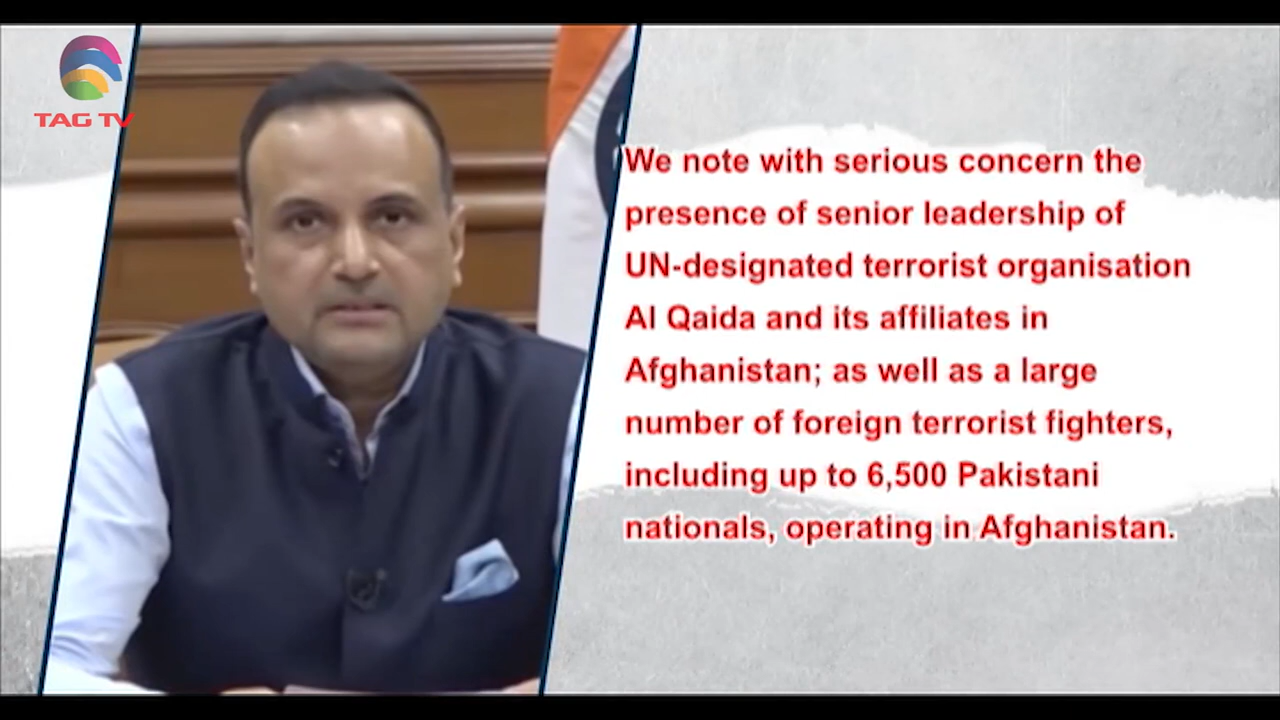 TAG TV
We note with serious concern the
presence of senior leadership of
UN-designated terrorist organisation
Al Qaida and its affiliates in
Afghanistan; as well as a large
number of foreign terrorist fighters,
including up to 6,500 Pakistani
nationals, operating in Afghanistan.